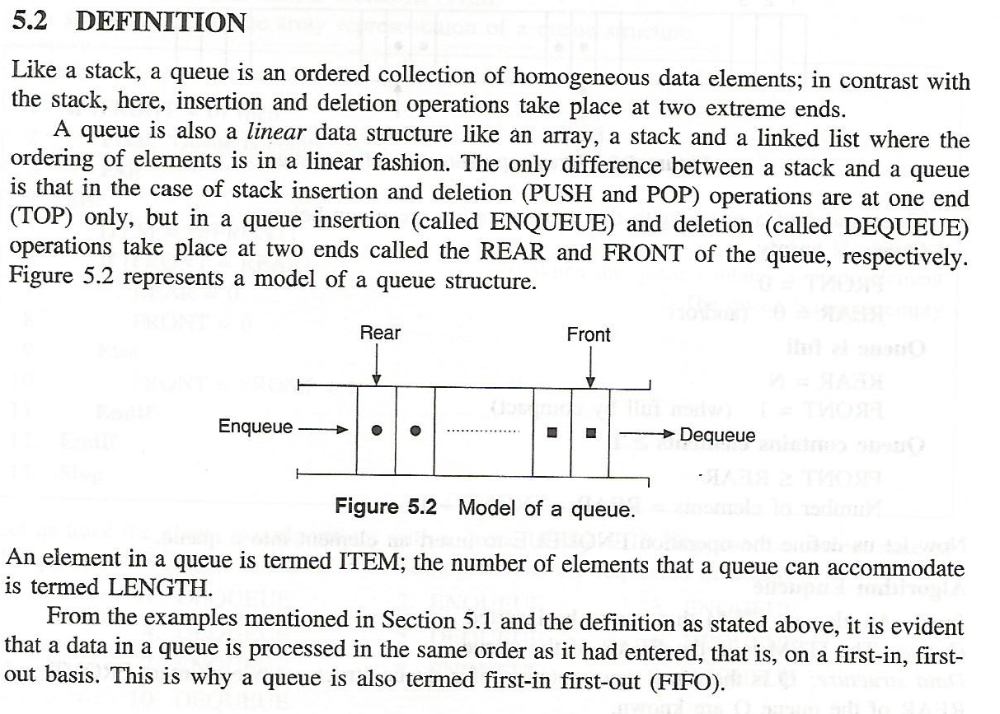 5.2 DEFINITION
Like a stack, a queue is an ordered collection of homogeneous data elements; in contrast with
the stack, here, insertion and deletion operations take place at two extreme ends.
A queue is also a linear data structure like an array, a stack and a linked list where the
ordering of elements is in a linear fashion. The only difference between a stack and a queue
is that in the case of stack insertion and deletion (PUSH and POP) operations are at one end
(TOP) only, but in a queue insertion (called ENQUEUE) and deletion (called DEQUEUE)
operations take place at two ends called the REAR and FRONT of the queue, respectively.
Figure 5.2 represents a model of a queue structure.
Rear Front
Enqueue Dequeue
Figure 5.2 Model of a queue.
An element in a queue is termed ITEM; the number of elements that a queue can accommodate
is termed LENGTH.
From the examples mentioned in Section 5.1 and the definition as stated above, it is evident
that a data in a queue is processed in the same order as it had entered, that is, on a first-in, first-
out basis. This is why a queue is also termed first-in first-out (FIFO).